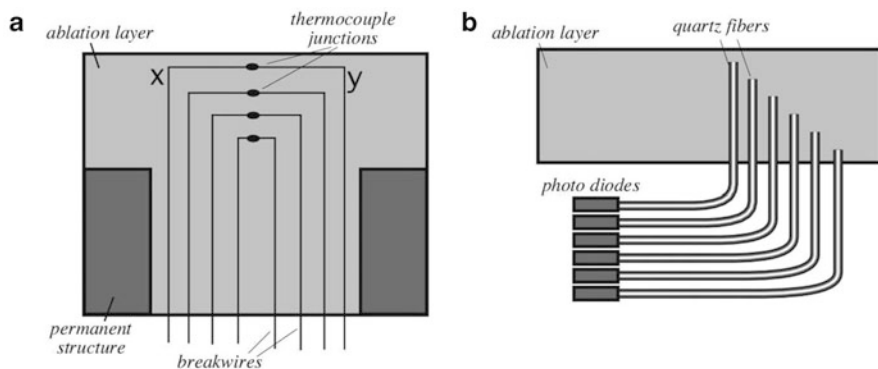 a
ablation layer
thermocouple
junctions
x
y
permanent
structure
breakwires
b
ablation layer
quartz fibers
photo diodes